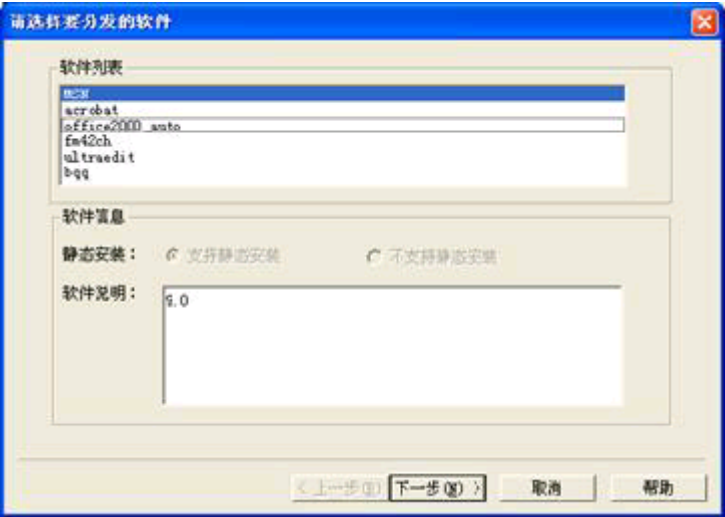 请选择要分发的软件
软件列表
msn
acrobat
office2000_auto
fm42ch
ultraedit
bqq
软件信息
静态安装： 支持静态安装 不支持静态安装
软件说明：
9.0
< 上一步(B) 下一步(N) > 取消 帮助